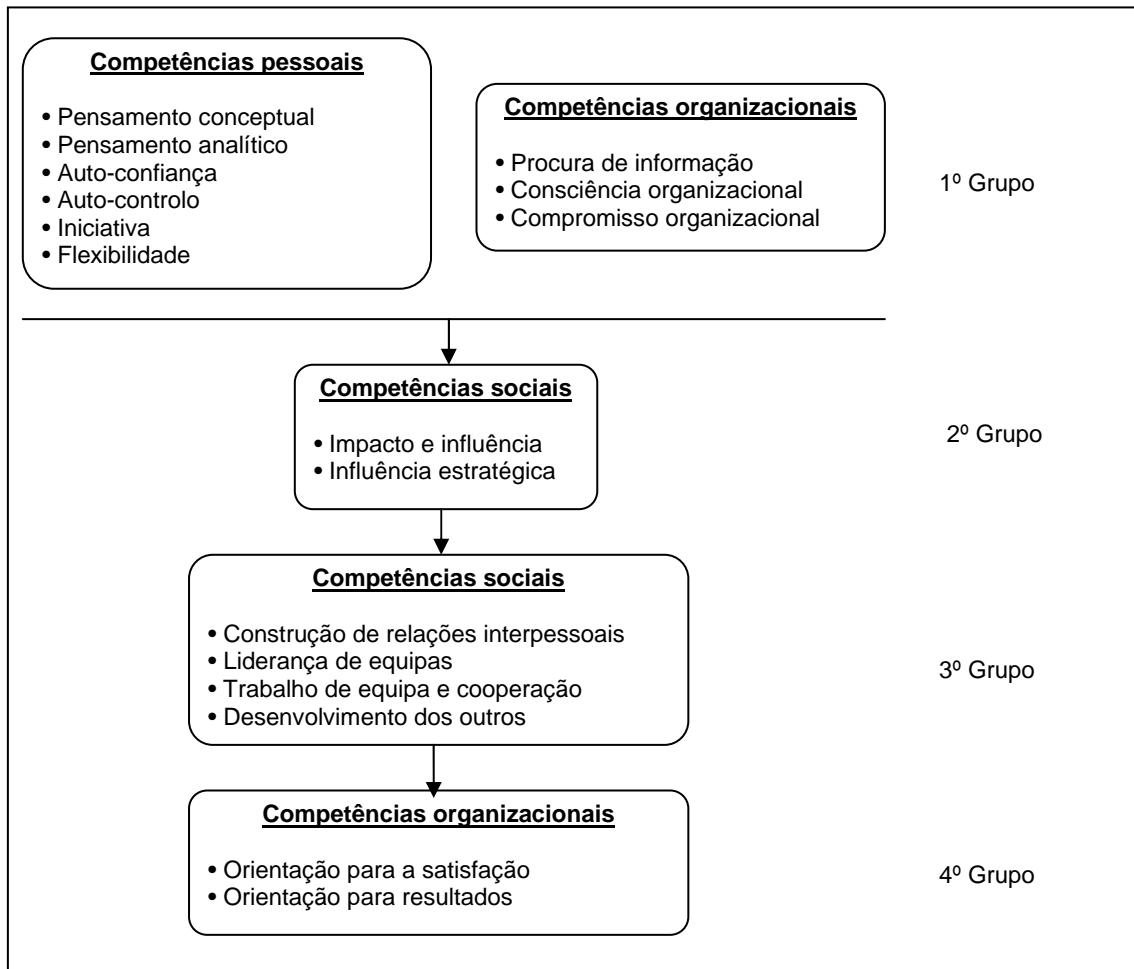 Competências pessoais
• Pensamento conceptual
• Pensamento analítico
• Auto-confiança
• Auto-controlo
• Iniciativa
• Flexibilidade
Competências organizacionais
• Procura de informação
• Consciência organizacional
• Compromisso organizacional
1º Grupo
Competências sociais
• Impacto e influência
• Influência estratégica
2º Grupo
Competências sociais
• Construção de relações interpessoais
• Liderança de equipas
• Trabalho de equipa e cooperação
• Desenvolvimento dos outros
3º Grupo
Competências organizacionais
• Orientação para a satisfação
• Orientação para resultados
4º Grupo